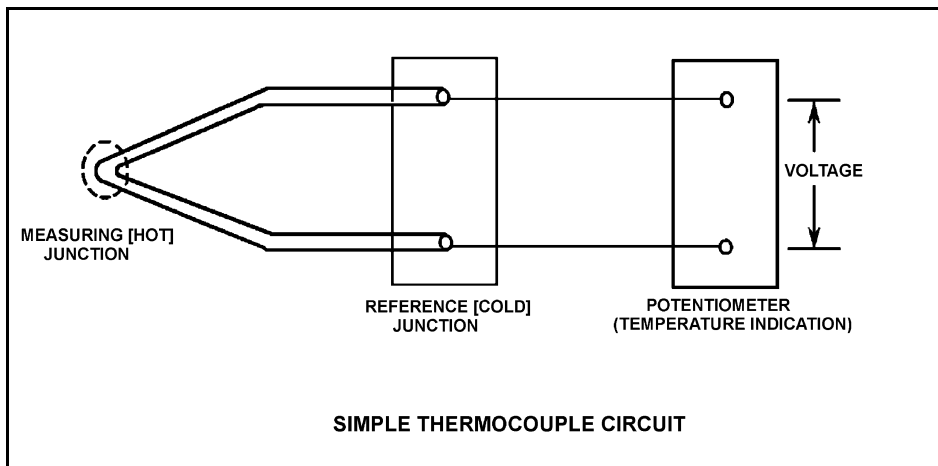 MEASURING [HOT]
JUNCTION
REFERENCE [COLD]
JUNCTION
VOLTAGE
POTENTIOMETER
(TEMPERATURE INDICATION)
SIMPLE THERMOCOUPLE CIRCUIT